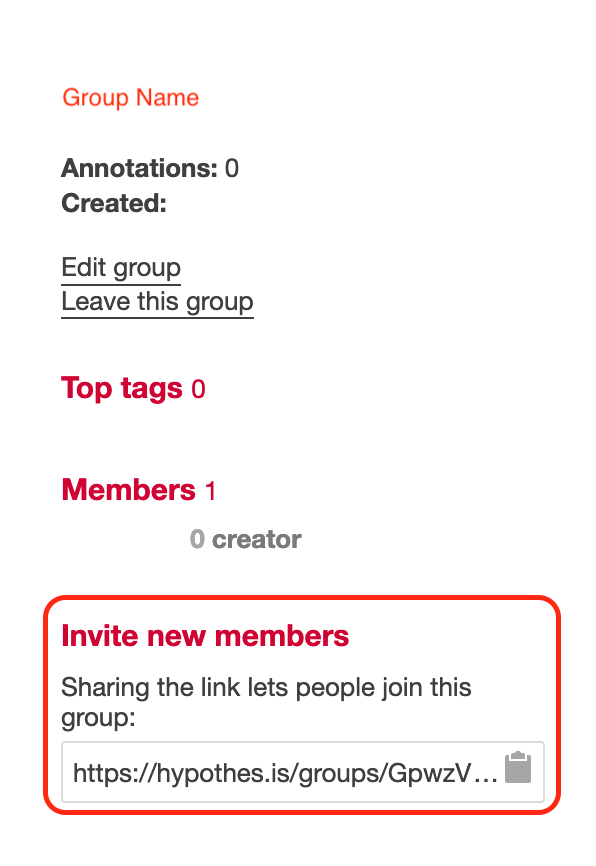 Group Name
Annotations: 0
Created:
Edit group
Leave this group
Top tags 0
Members 1
0 creator
Invite new members
Sharing the link lets people join this
group:
https://hypothes.is/groups/GpwzV...